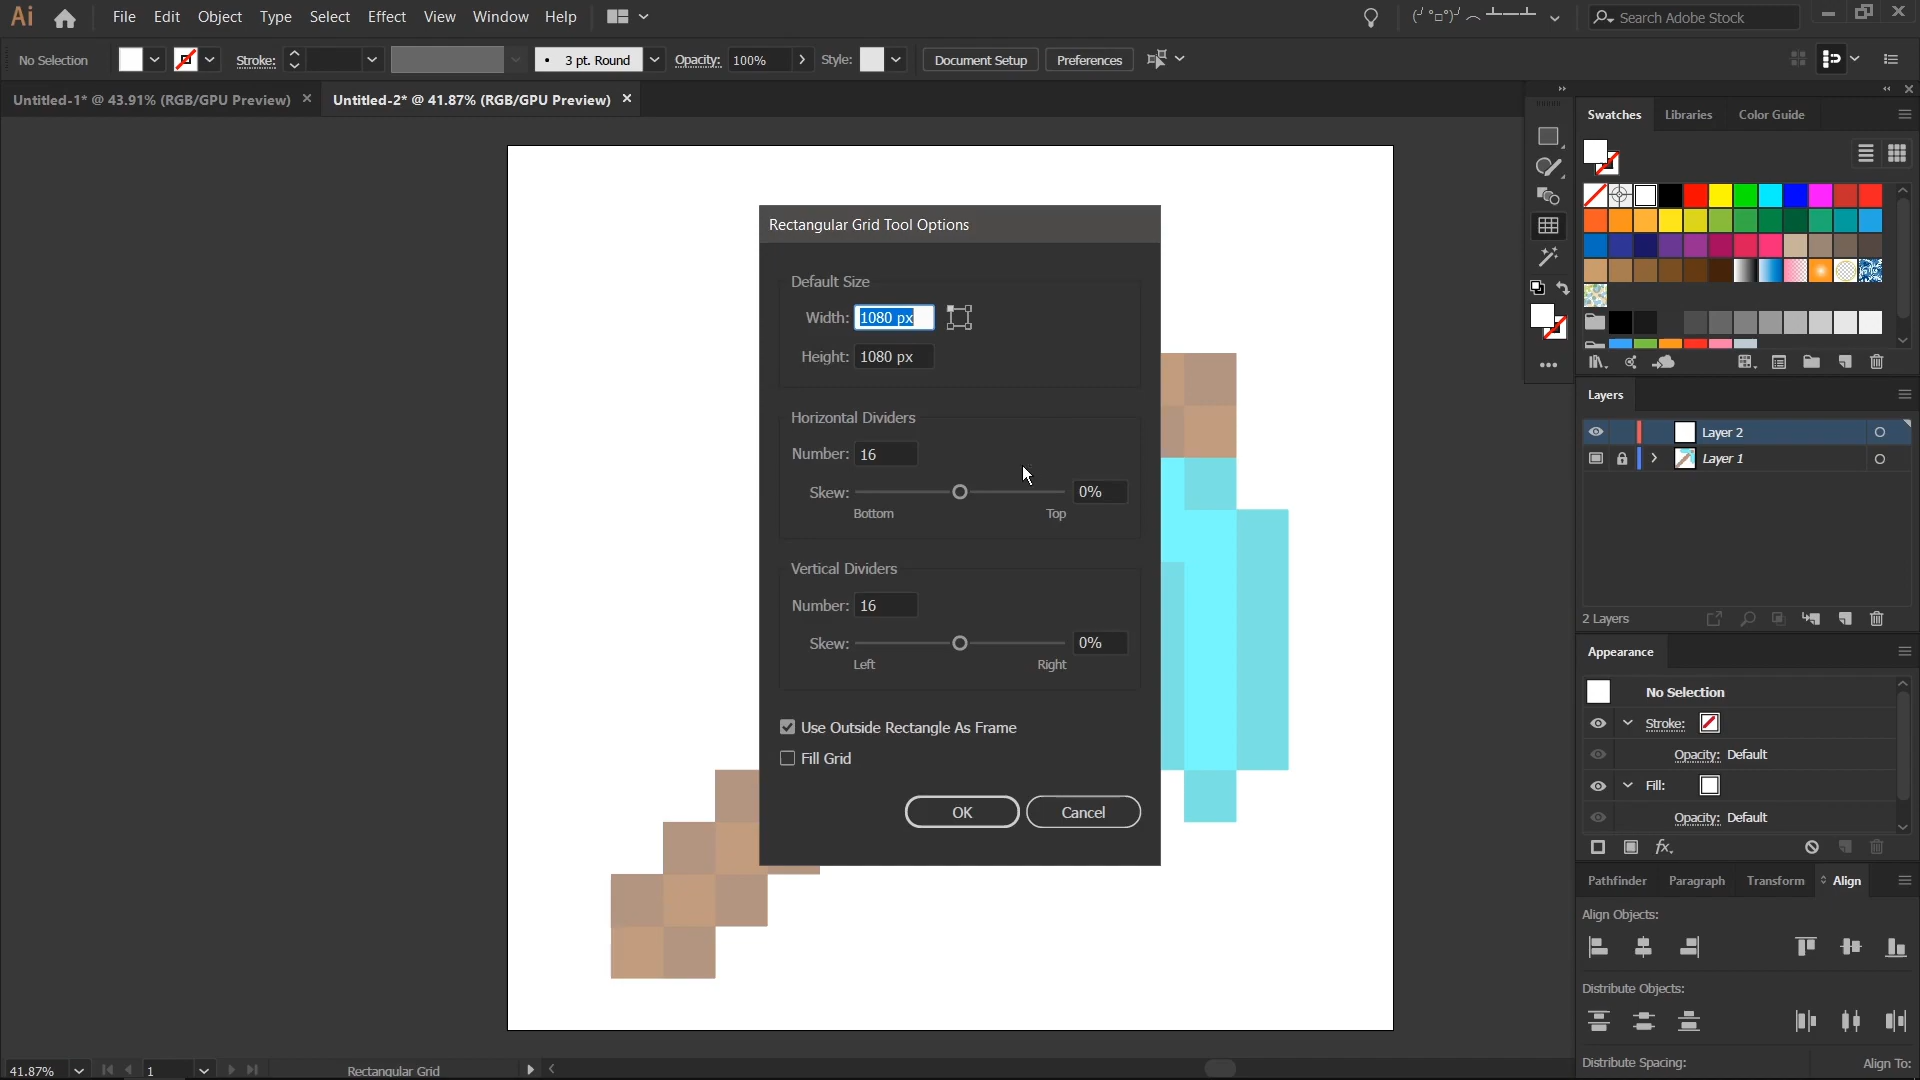 Ai File Edit Object Type Select Effect View Window Help Search Adobe Stock
No Selection Stroke: 3 pt. Round Opacity: 100% Style: Document Setup Preferences
Untitled-1* @ 43.91% (RGB/GPU Preview) × Untitled-2* @ 41.87% (RGB/GPU Preview) ×
Swatches Libraries Color Guide
Rectangular Grid Tool Options
Default Size
Width: 1080 px
Height: 1080 px
Horizontal Dividers
Number: 16
Skew: 0%
Bottom Top
Vertical Dividers
Number: 16
Skew: 0%
Left Right
Use Outside Rectangle As Frame
Fill Grid
OK Cancel
Layers
Layer 2
Layer 1
2 Layers
Appearance
No Selection
Stroke:
Opacity: Default
Fill:
Opacity: Default
fx
Pathfinder Paragraph Transform Align
Align Objects:
Distribute Objects:
Distribute Spacing: Align To:
41.87% 1 Rectangular Grid